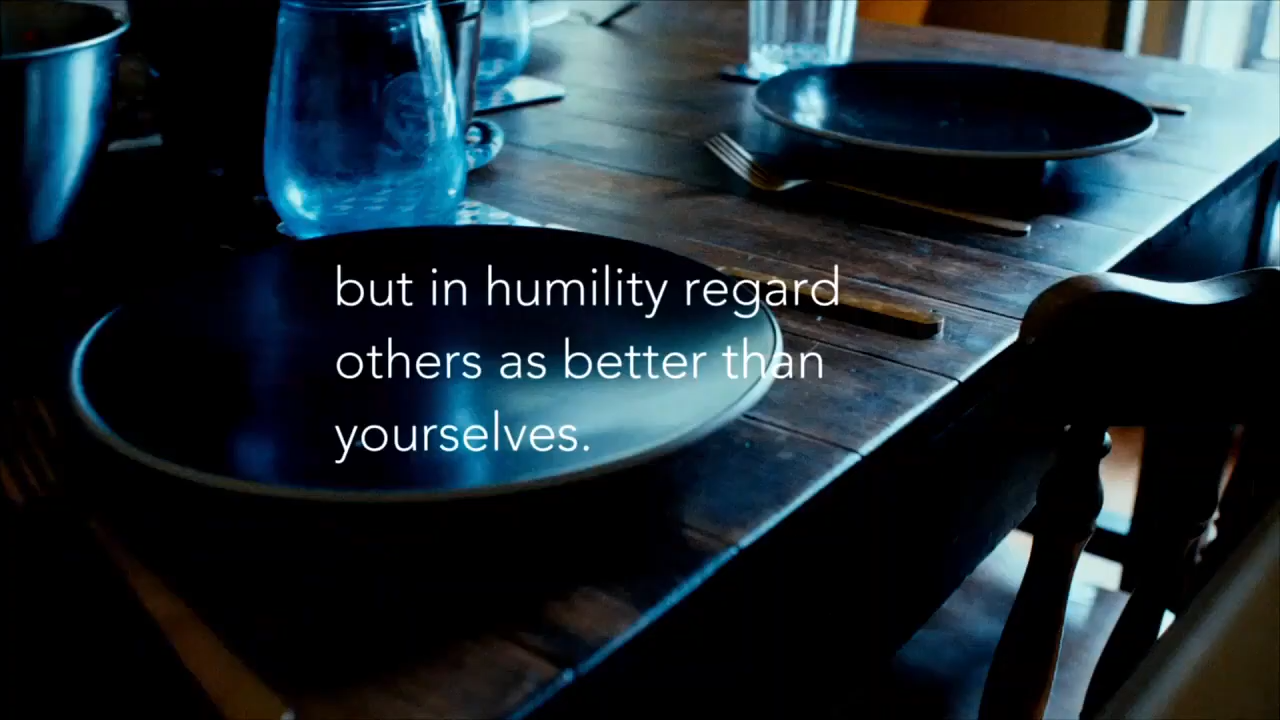 but in humility regard
others as better than
yourselves.